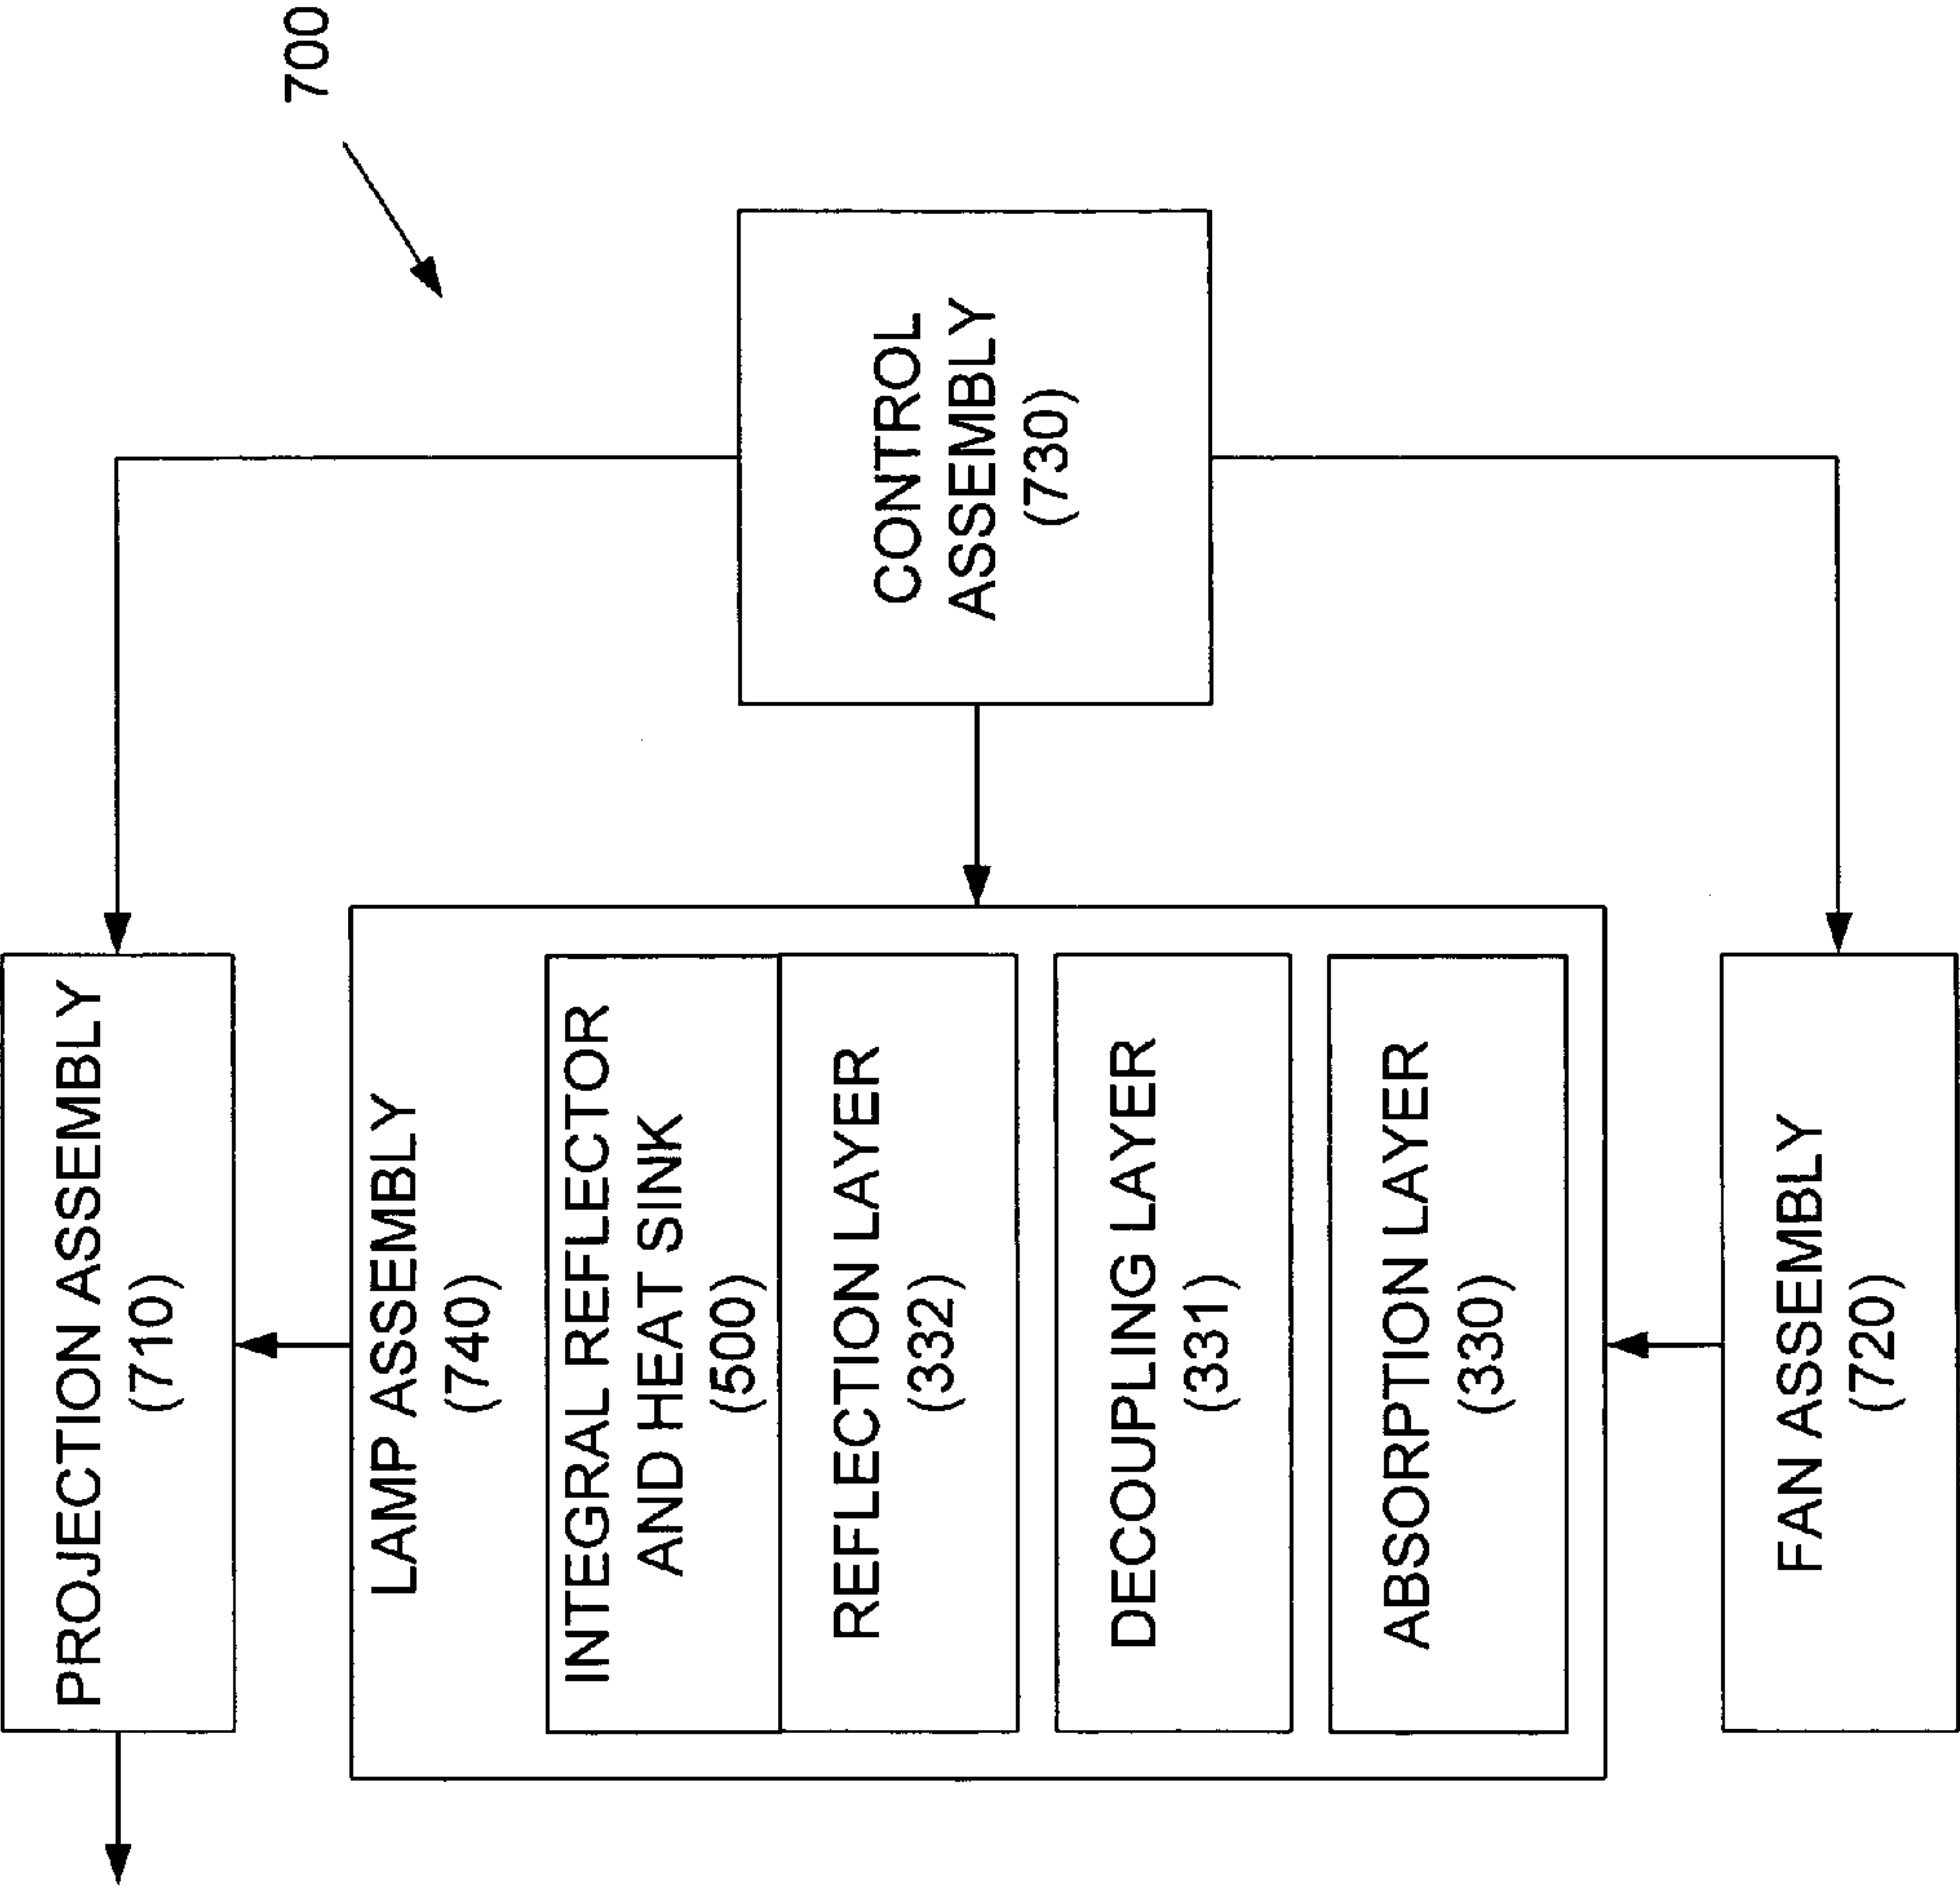 700
PROJECTION ASSEMBLY
(710)
LAMP ASSEMBLY
(740)
INTEGRAL REFLECTOR
AND HEAT SINK
(500)
REFLECTION LAYER
(332)
DECOUPLING LAYER
(331)
ABSORPTION LAYER
(330)
FAN ASSEMBLY
(720)
CONTROL
ASSEMBLY
(730)